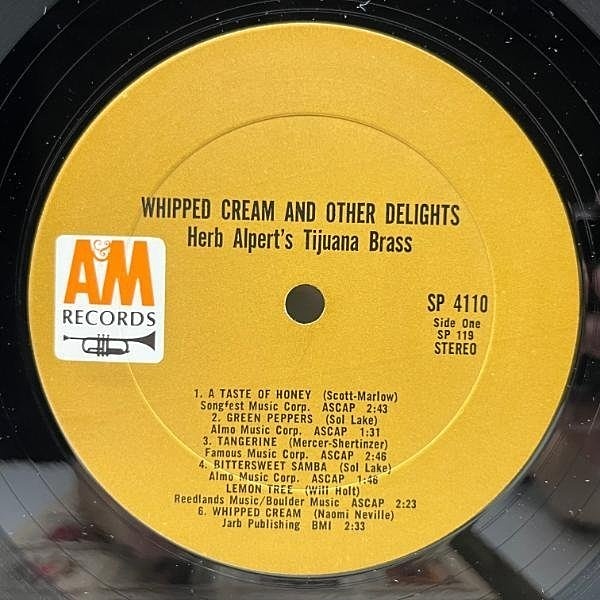 WHIPPED CREAM AND OTHER DELIGHTS
Herb Alpert's Tijuana Brass
A&M
RECORDS
SP 4110
Side One
SP 119
STEREO
1. A TASTE OF HONEY (Scott-Marlow)
Songfest Music Corp. ASCAP 2:43
2. GREEN PEPPERS (Sol Lake)
Almo Music Corp. ASCAP 1:31
3. TANGERINE (Mercer-Shertinzer)
Famous Music Corp. ASCAP 2:46
4. BITTERSWEET SAMBA (Sol Lake)
Almo Music Corp. ASCAP 1:46
LEMON TREE (Will Holt)
Reedlands Music/Boulder Music ASCAP 2:23
6. WHIPPED CREAM (Naomi Neville)
Jarb Publishing BMI 2:33